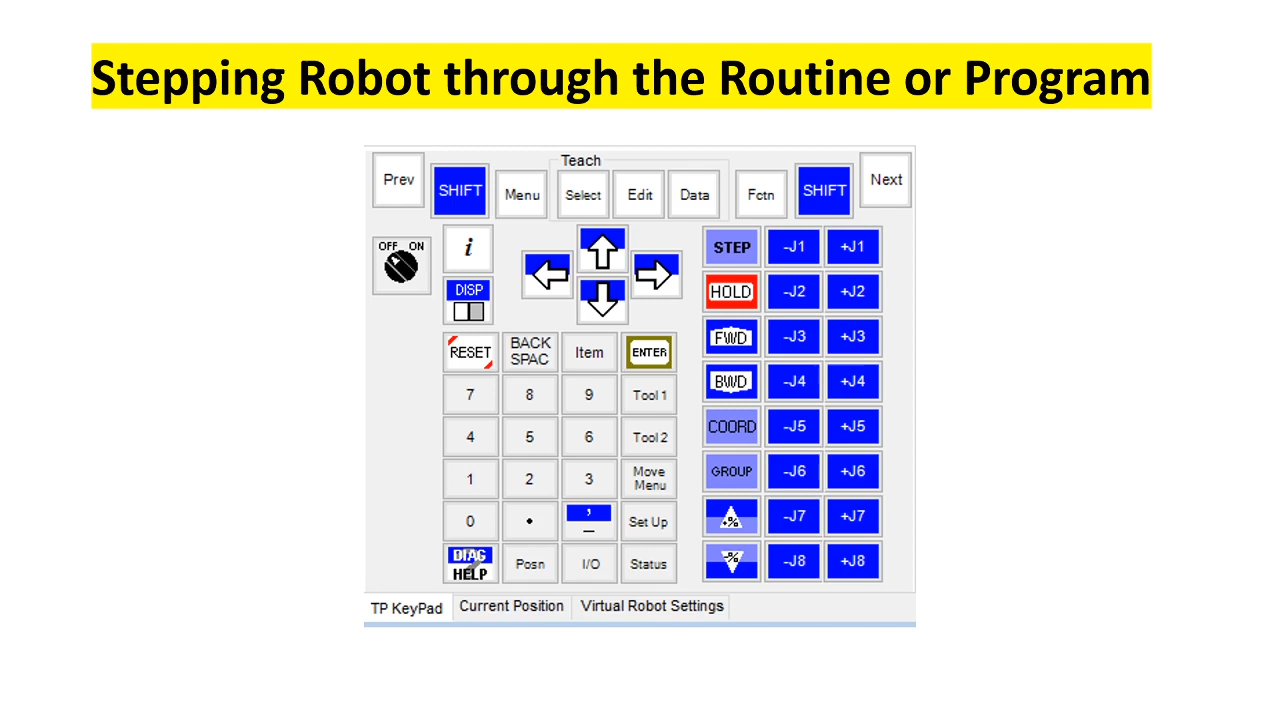 Stepping Robot through the Routine or Program
Teach
Prev SHIFT Menu Select Edit Data Fctn SHIFT Next
OFF ON
i
DISP
STEP -J1 +J1
HOLD -J2 +J2
FWD -J3 +J3
BWD -J4 +J4
COORD -J5 +J5
GROUP -J6 +J6
+% -J7 +J7
-% -J8 +J8
RESET BACK SPAC Item ENTER
7 8 9 Tool 1
4 5 6 Tool 2
1 2 3 Move Menu
0 . , _ Set Up
DIAG HELP Posn I/O Status
TP KeyPad Current Position Virtual Robot Settings